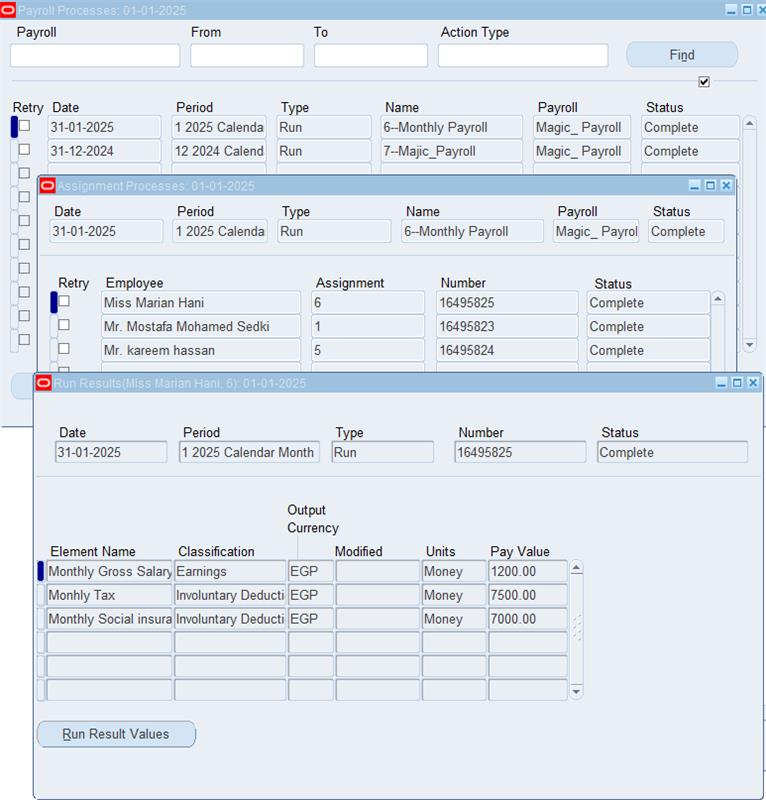 Payroll Processes: 01-01-2025
Payroll From To Action Type
Find
Retry Date Period Type Name Payroll Status
31-01-2025 1 2025 Calenda Run 6--Monthly Payroll Magic_ Payroll Complete
31-12-2024 12 2024 Calend Run 7--Majic_Payroll Magic_ Payroll Complete
Assignment Processes: 01-01-2025
Date Period Type Name Payroll Status
31-01-2025 1 2025 Calenda Run 6--Monthly Payroll Magic_ Payrol Complete
Retry Employee Assignment Number Status
Miss Marian Hani 6 16495825 Complete
Mr. Mostafa Mohamed Sedki 1 16495823 Complete
Mr. kareem hassan 5 16495824 Complete
Run Results(Miss Marian Hani, 6): 01-01-2025
Date Period Type Number Status
31-01-2025 1 2025 Calendar Month Run 16495825 Complete
Output
Currency
Element Name Classification Modified Units Pay Value
Monthly Gross Salary Earnings EGP Money 1200.00
Monhly Tax Involuntary Deducti EGP Money 7500.00
Monthly Social insura Involuntary Deducti EGP Money 7000.00
Run Result Values